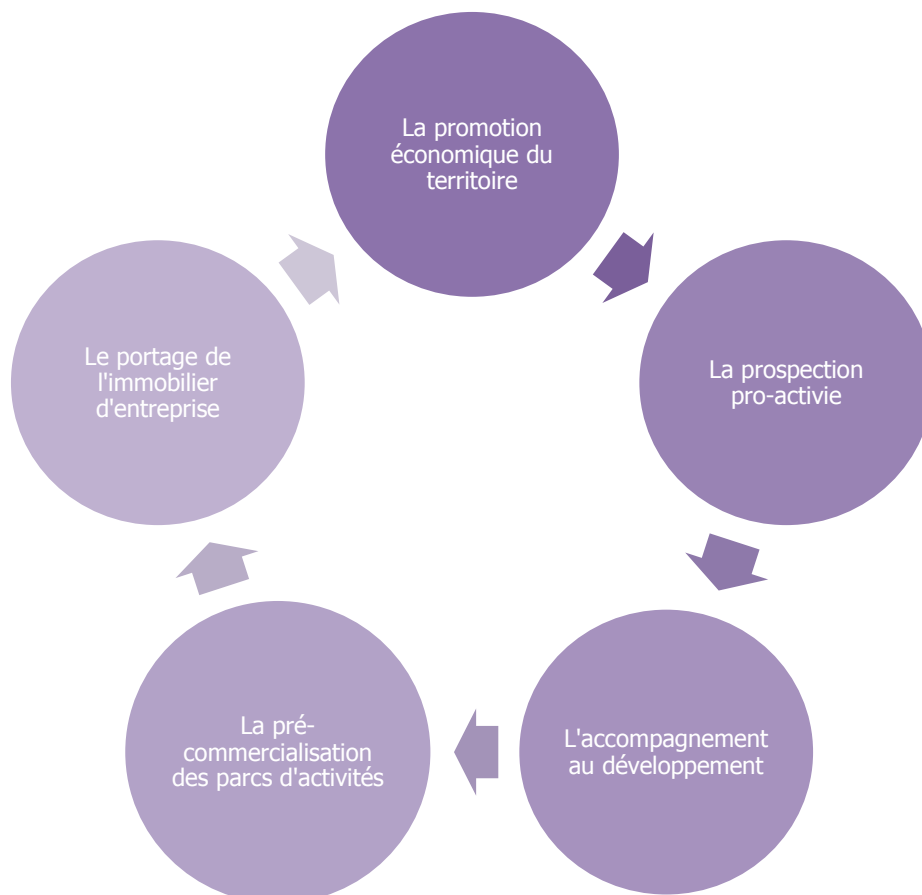 La promotion
économique du
territoire
La prospection
pro-activie
L'accompagnement
au développement
La pré-
commercialisation
des parcs d'activités
Le portage de
l'immobilier
d'entreprise